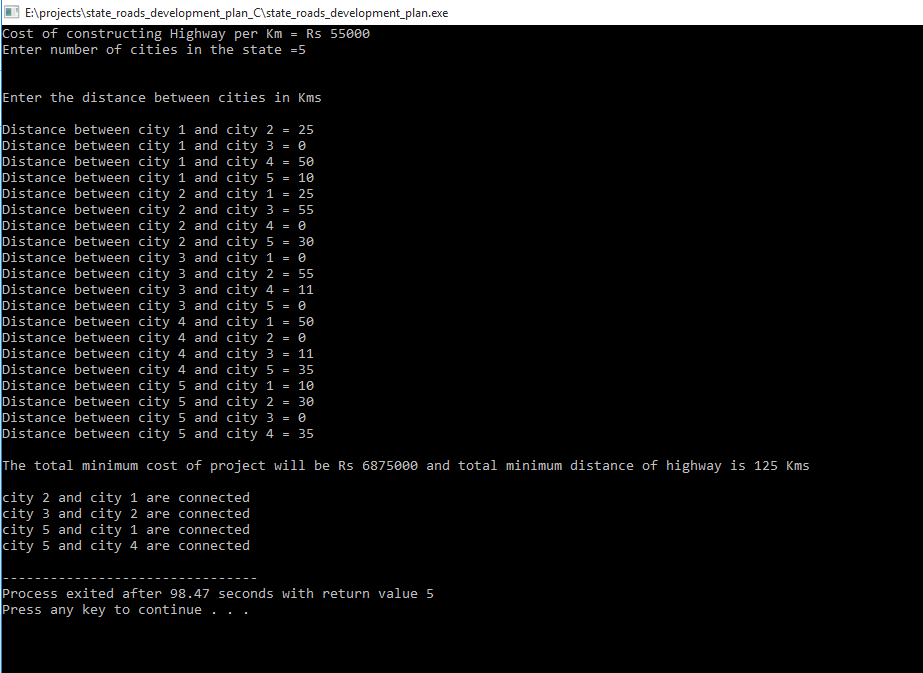 E:\projects\state_roads_development_plan_C\state_roads_development_plan.exe
Cost of constructing Highway per Km = Rs 55000
Enter number of cities in the state =5
Enter the distance between cities in Kms
Distance between city 1 and city 2 = 25
Distance between city 1 and city 3 = 0
Distance between city 1 and city 4 = 50
Distance between city 1 and city 5 = 10
Distance between city 2 and city 1 = 25
Distance between city 2 and city 3 = 55
Distance between city 2 and city 4 = 0
Distance between city 2 and city 5 = 30
Distance between city 3 and city 1 = 0
Distance between city 3 and city 2 = 55
Distance between city 3 and city 4 = 11
Distance between city 3 and city 5 = 0
Distance between city 4 and city 1 = 50
Distance between city 4 and city 2 = 0
Distance between city 4 and city 3 = 11
Distance between city 4 and city 5 = 35
Distance between city 5 and city 1 = 10
Distance between city 5 and city 2 = 30
Distance between city 5 and city 3 = 0
Distance between city 5 and city 4 = 35
The total minimum cost of project will be Rs 6875000 and total minimum distance of highway is 125 Kms
city 2 and city 1 are connected
city 3 and city 2 are connected
city 5 and city 1 are connected
city 5 and city 4 are connected
--------------------------------
Process exited after 98.47 seconds with return value 5
Press any key to continue . . .